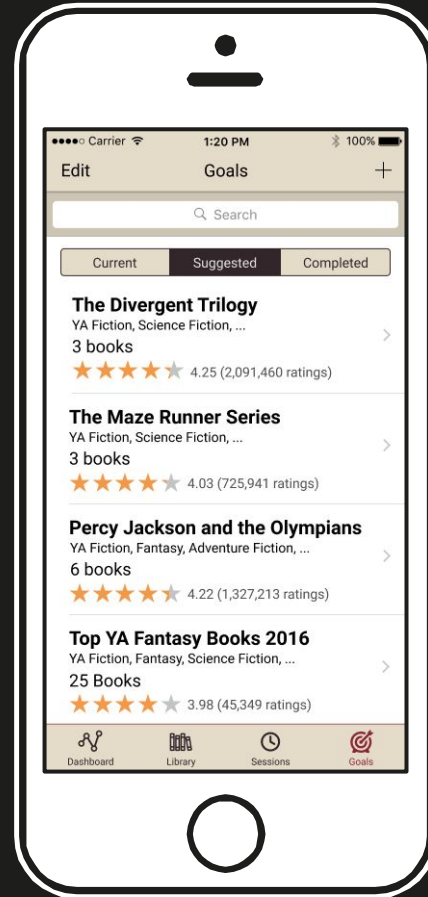 Carrier 1:20 PM 100%
Edit Goals +
Search
Current Suggested Completed
The Divergent Trilogy
YA Fiction, Science Fiction, ...
3 books
4.25 (2,091,460 ratings)
The Maze Runner Series
YA Fiction, Science Fiction, ...
3 books
4.03 (725,941 ratings)
Percy Jackson and the Olympians
YA Fiction, Fantasy, Adventure Fiction, ...
6 books
4.22 (1,327,213 ratings)
Top YA Fantasy Books 2016
YA Fiction, Fantasy, Science Fiction, ...
25 Books
3.98 (45,349 ratings)
Dashboard Library Sessions Goals